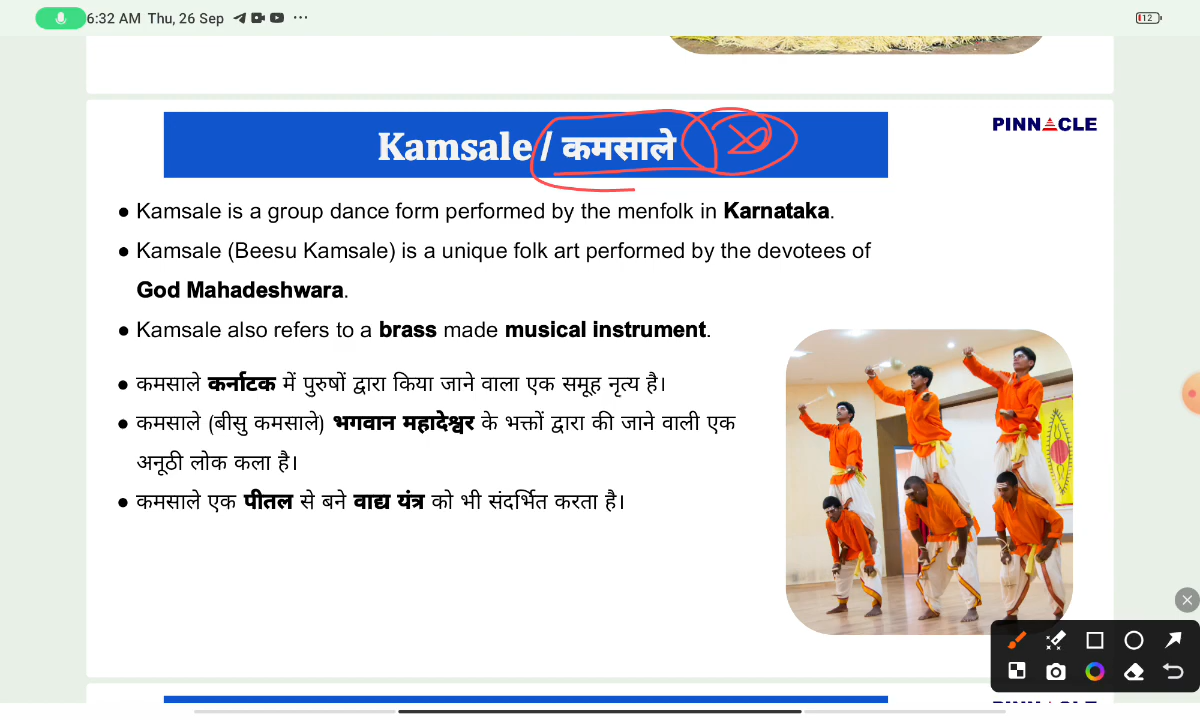 6:32 AM Thu, 26 Sep
12
Kamsale / कमसाले
PINNACLE
● Kamsale is a group dance form performed by the menfolk in Karnataka.
● Kamsale (Beesu Kamsale) is a unique folk art performed by the devotees of
God Mahadeshwara.
● Kamsale also refers to a brass made musical instrument.
● कमसाले कर्नाटक में पुरुषों द्वारा किया जाने वाला एक समूह नृत्य है।
● कमसाले (बीसु कमसाले) भगवान महादेश्वर के भक्तों द्वारा की जाने वाली एक
अनूठी लोक कला है।
● कमसाले एक पीतल से बने वाद्य यंत्र को भी संदर्भित करता है।